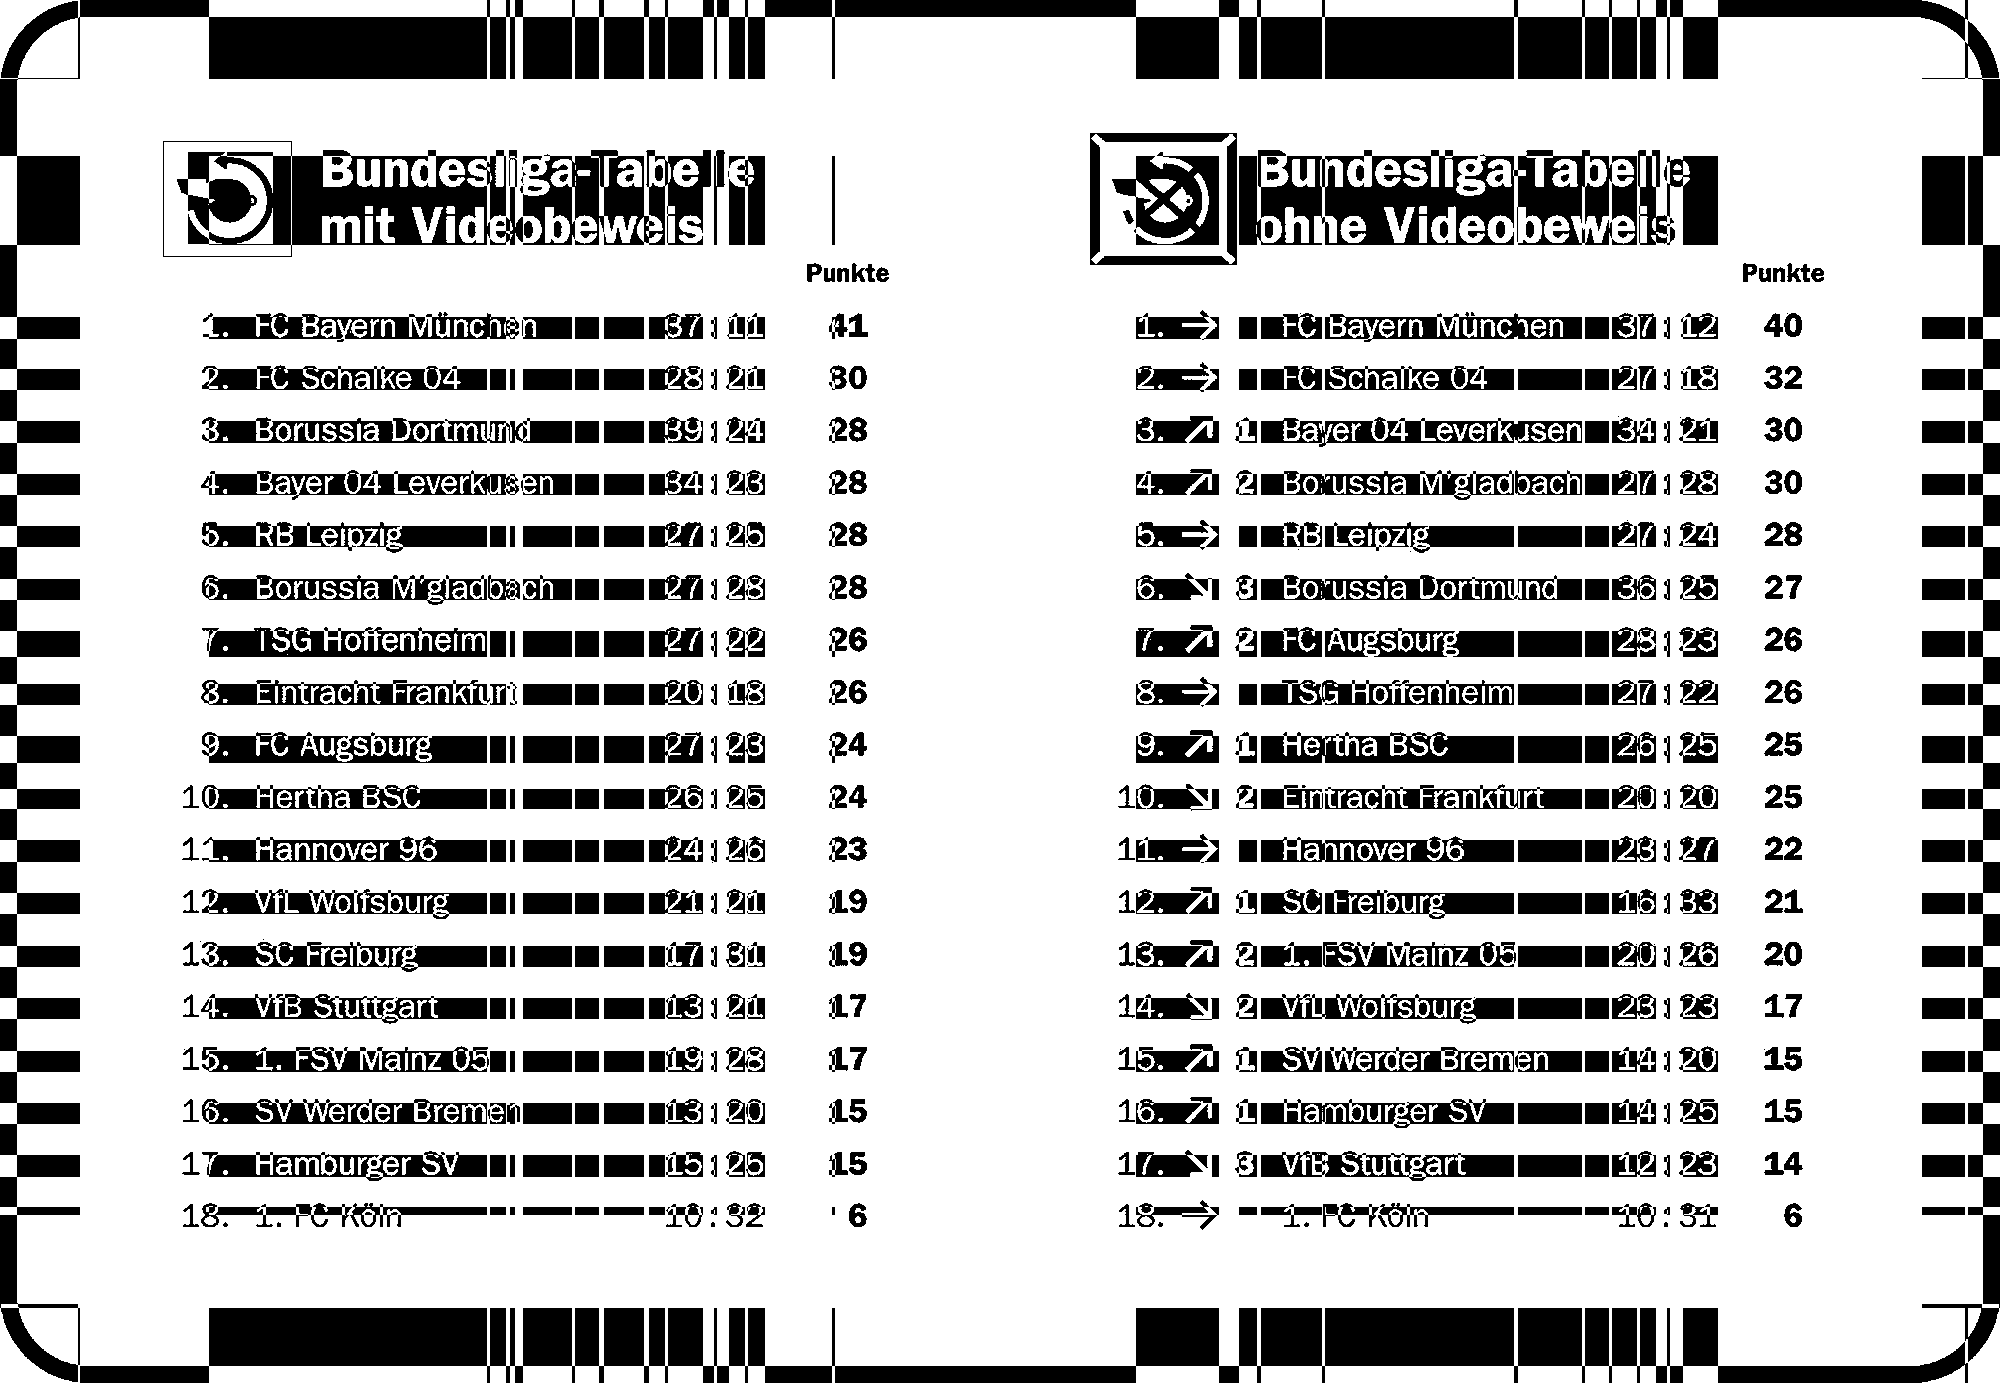 Bundesliga-Tabelle
mit Videobeweis
Punkte
1. FC Bayern München 37:11 41
2. FC Schalke 04 28:21 30
3. Borussia Dortmund 39:24 28
4. Bayer 04 Leverkusen 34:23 28
5. RB Leipzig 27:25 28
6. Borussia M'gladbach 27:28 28
7. TSG Hoffenheim 27:22 26
8. Eintracht Frankfurt 20:18 26
9. FC Augsburg 27:23 24
10. Hertha BSC 26:25 24
11. Hannover 96 24:26 23
12. VfL Wolfsburg 21:21 19
13. SC Freiburg 17:31 19
14. VfB Stuttgart 13:21 17
15. 1. FSV Mainz 05 19:28 17
16. SV Werder Bremen 13:20 15
17. Hamburger SV 15:25 15
18. 1. FC Köln 10:32 6
Bundesliga-Tabelle
ohne Videobeweis
Punkte
1. → FC Bayern München 37:12 40
2. → FC Schalke 04 27:18 32
3. ↗ 1 Bayer 04 Leverkusen 34:21 30
4. ↗ 2 Borussia M'gladbach 27:28 30
5. → RB Leipzig 27:24 28
6. ↘ 3 Borussia Dortmund 36:25 27
7. ↗ 2 FC Augsburg 28:23 26
8. → TSG Hoffenheim 27:22 26
9. ↗ 1 Hertha BSC 26:25 25
10. ↘ 2 Eintracht Frankfurt 20:20 25
11. → Hannover 96 23:27 22
12. ↗ 1 SC Freiburg 16:33 21
13. ↗ 2 1. FSV Mainz 05 20:26 20
14. ↘ 2 VfL Wolfsburg 23:23 17
15. ↗ 1 SV Werder Bremen 14:20 15
16. ↗ 1 Hamburger SV 14:25 15
17. ↘ 3 VfB Stuttgart 12:23 14
18. → 1. FC Köln 10:31 6